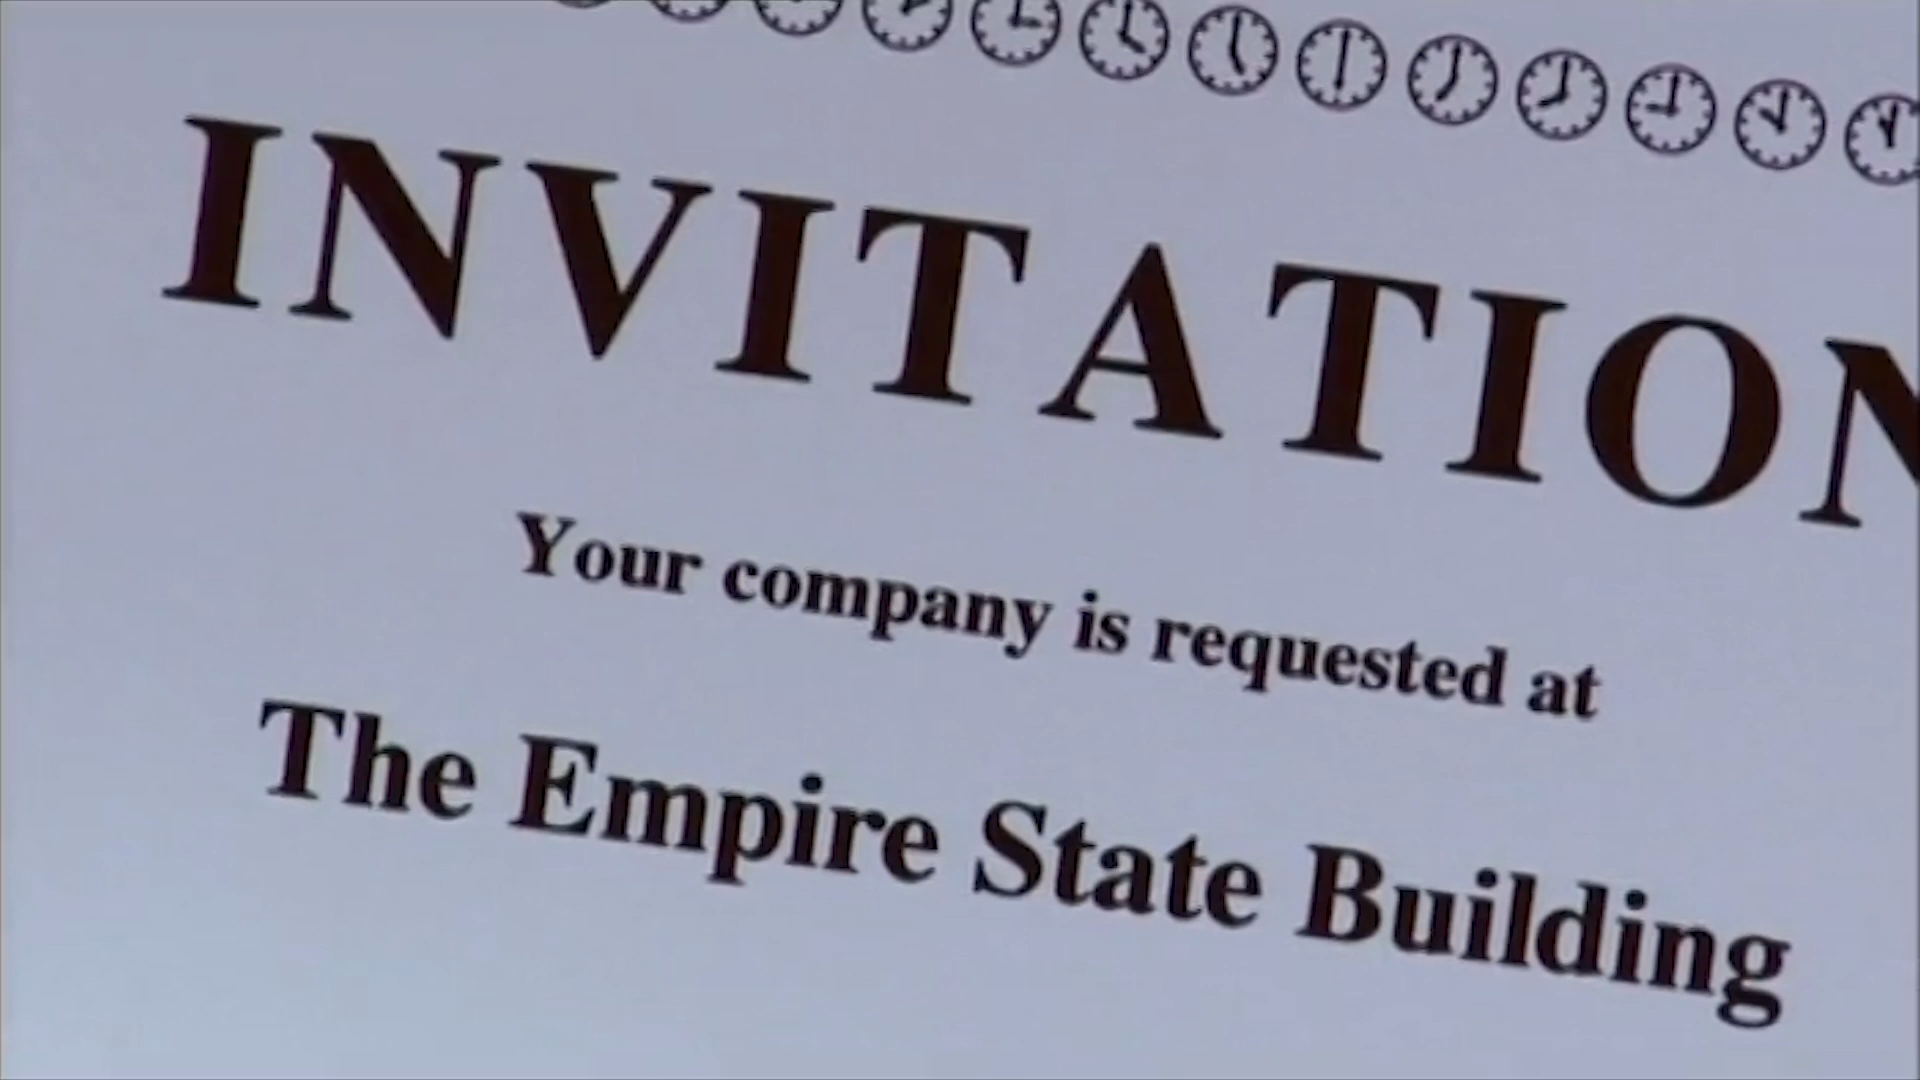 INVITATION
Your company is requested at
The Empire State Building